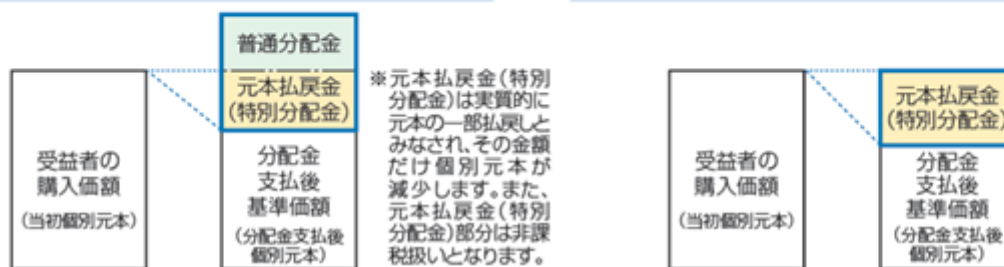 普通分配金
元本払戻金
(特別分配金)
受益者の
購入価額
(当初個別元本)
分配金
支払後
基準価額
(分配金支払後
個別元本)
※元本払戻金(特別
分配金)は実質的に
元本の一部払戻しと
みなされ、その金額
だけ個別元本が
減少します。また、
元本払戻金(特別
分配金)部分は非課
税扱いとなります。
受益者の
購入価額
(当初個別元本)
元本払戻金
(特別分配金)
分配金
支払後
基準価額
(分配金支払後
個別元本)